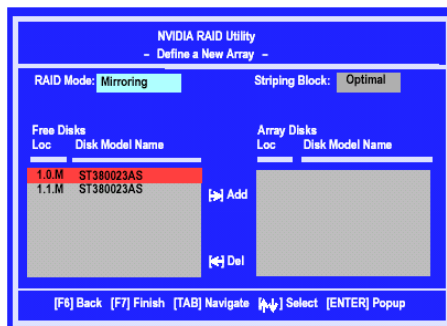 NVIDIA RAID Utility
- Define a New Array -
RAID Mode: Mirroring Striping Block: Optimal
Free Disks Array Disks
Loc Disk Model Name Loc Disk Model Name
1.0.M ST380023AS
1.1.M ST380023AS
[→] Add
[←] Del
[F6] Back [F7] Finish [TAB] Navigate [↑↓] Select [ENTER] Popup